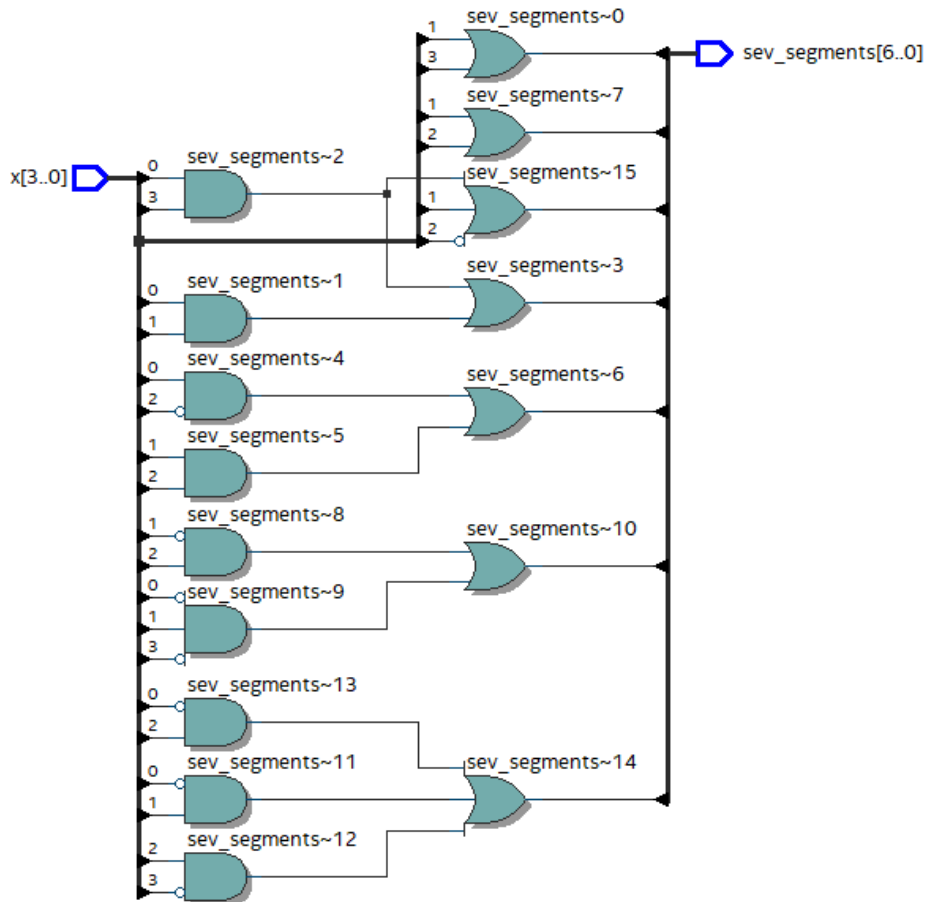 sev_segments~0
1
3
sev_segments[6..0]
sev_segments~7
1
2
sev_segments~2
x[3..0]
0
3
sev_segments~15
1
2
sev_segments~3
sev_segments~1
0
1
sev_segments~4
0
2
sev_segments~6
sev_segments~5
1
2
sev_segments~8
1
2
sev_segments~10
sev_segments~9
0
1
3
sev_segments~13
0
2
sev_segments~11
0
1
sev_segments~14
sev_segments~12
2
3